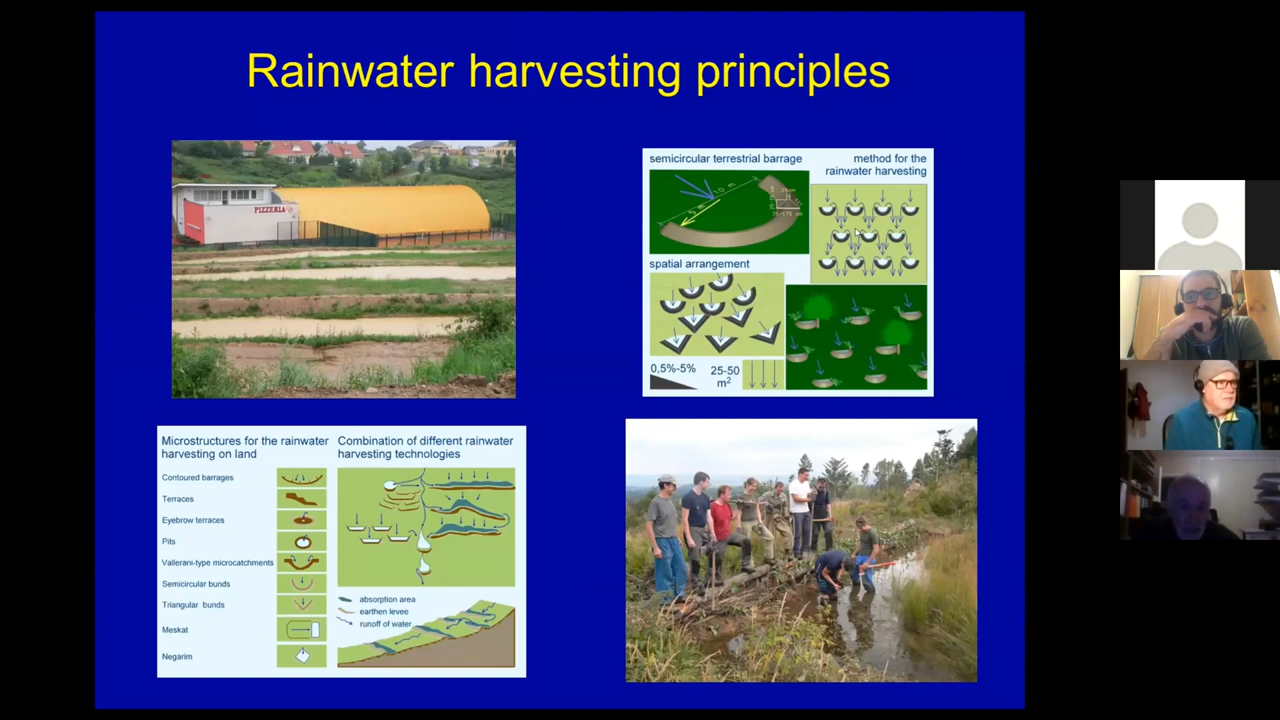 Rainwater harvesting principles
PIZZERIA
semicircular terrestrial barrage
method for the
rainwater harvesting
10 m
5 m
spatial arrangement
0,5%-5%
25-50
m²
Microstructures for the rainwater
harvesting on land
Contoured barrages
Terraces
Eyebrow terraces
Pits
Vallerani-type microcatchments
Semicircular bunds
Triangular bunds
Meskat
Negarim
Combination of different rainwater
harvesting technologies
absorption area
earthen levee
runoff of water